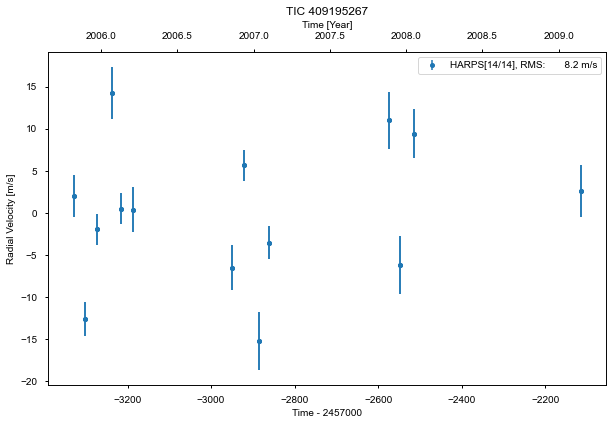 TIC 409195267
Time [Year]
2006.0 2006.5 2007.0 2007.5 2008.0 2008.5 2009.0
HARPS[14/14], RMS: 8.2 m/s
15
10
5
0
−5
−10
−15
−20
Radial Velocity [m/s]
−3200 −3000 −2800 −2600 −2400 −2200
Time - 2457000